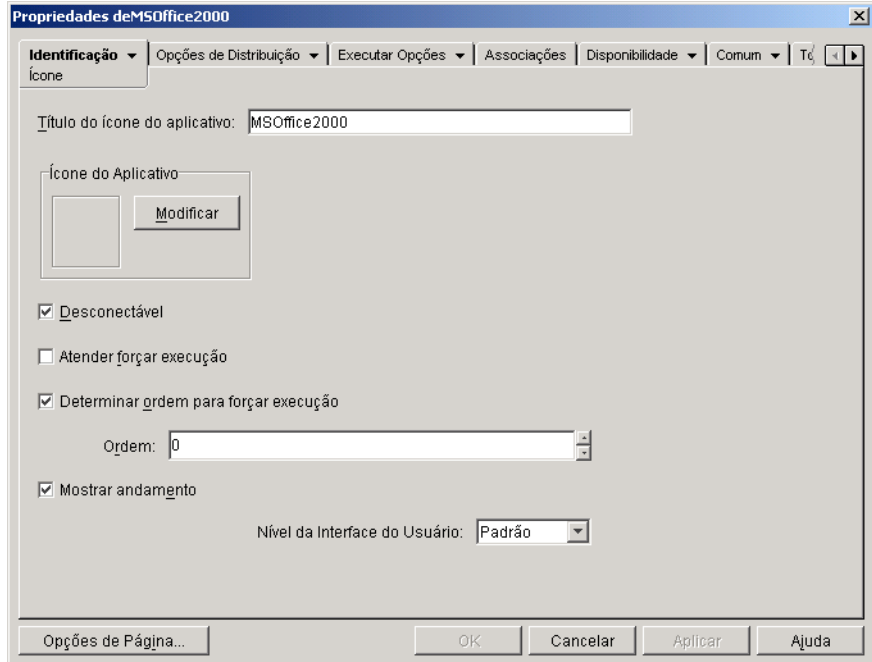 Propriedades deMSOffice2000
Identificação Opções de Distribuição Executar Opções Associações Disponibilidade Comum
Ícone
Título do ícone do aplicativo: MSOffice2000
Ícone do Aplicativo
Modificar
Desconectável
Atender forçar execução
Determinar ordem para forçar execução
Ordem: 0
Mostrar andamento
Nível da Interface do Usuário: Padrão
Opções de Página... OK Cancelar Aplicar Ajuda